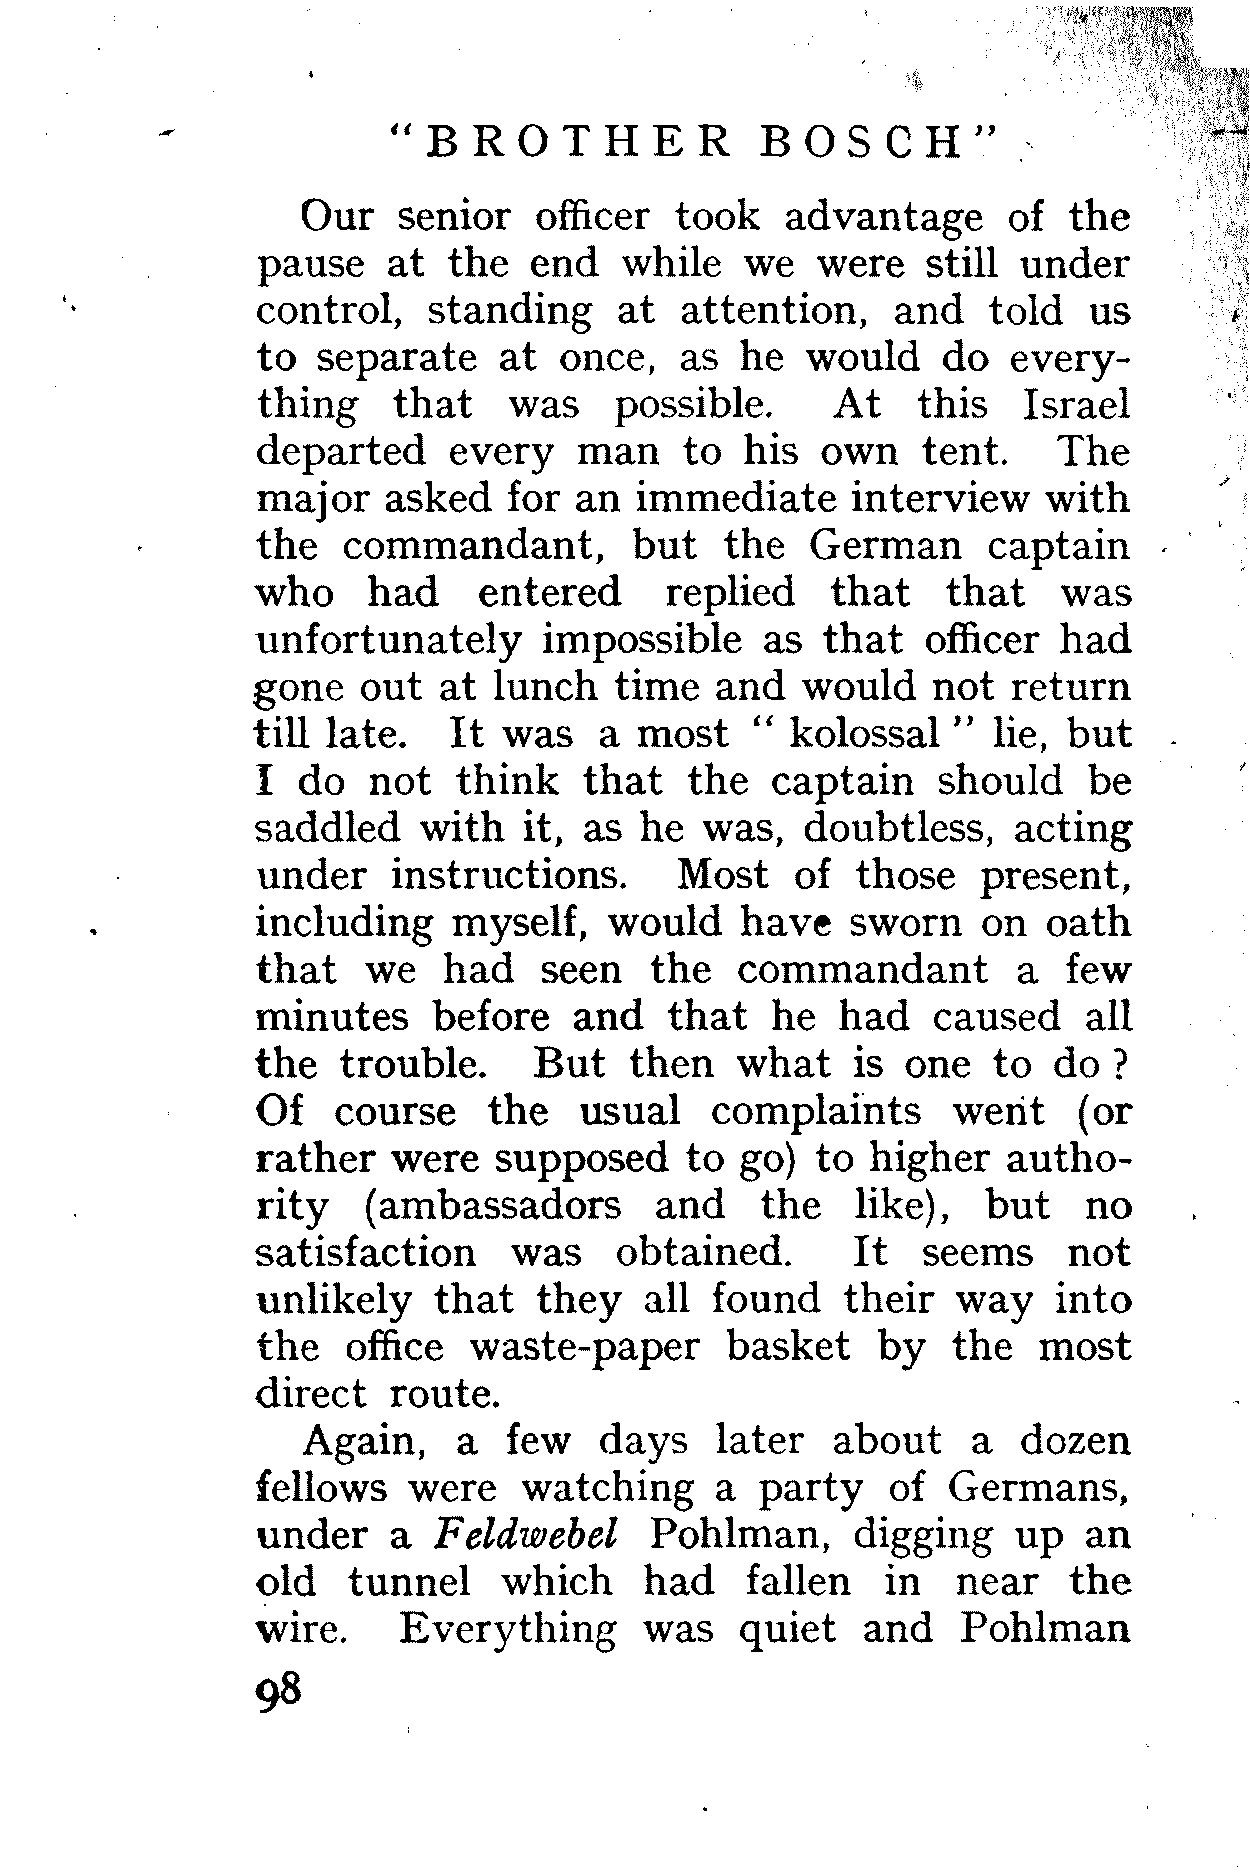 "BROTHER BOSCH"
Our senior officer took advantage of the
pause at the end while we were still under
control, standing at attention, and told us
to separate at once, as he would do every-
thing that was possible. At this Israel
departed every man to his own tent. The
major asked for an immediate interview with
the commandant, but the German captain
who had entered replied that that was
unfortunately impossible as that officer had
gone out at lunch time and would not return
till late. It was a most " kolossal " lie, but
I do not think that the captain should be
saddled with it, as he was, doubtless, acting
under instructions. Most of those present,
including myself, would have sworn on oath
that we had seen the commandant a few
minutes before and that he had caused all
the trouble. But then what is one to do ?
Of course the usual complaints went (or
rather were supposed to go) to higher autho-
rity (ambassadors and the like), but no
satisfaction was obtained. It seems not
unlikely that they all found their way into
the office waste-paper basket by the most
direct route.
Again, a few days later about a dozen
fellows were watching a party of Germans,
under a Feldwebel Pohlman, digging up an
old tunnel which had fallen in near the
wire. Everything was quiet and Pohlman
98